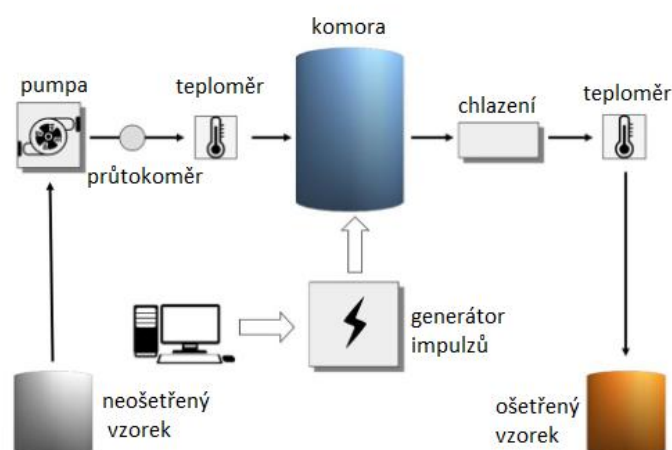 komora
pumpa
teploměr
chlazení
teploměr
průtokoměr
generátor
impulzů
neošetřený
vzorek
ošetřený
vzorek